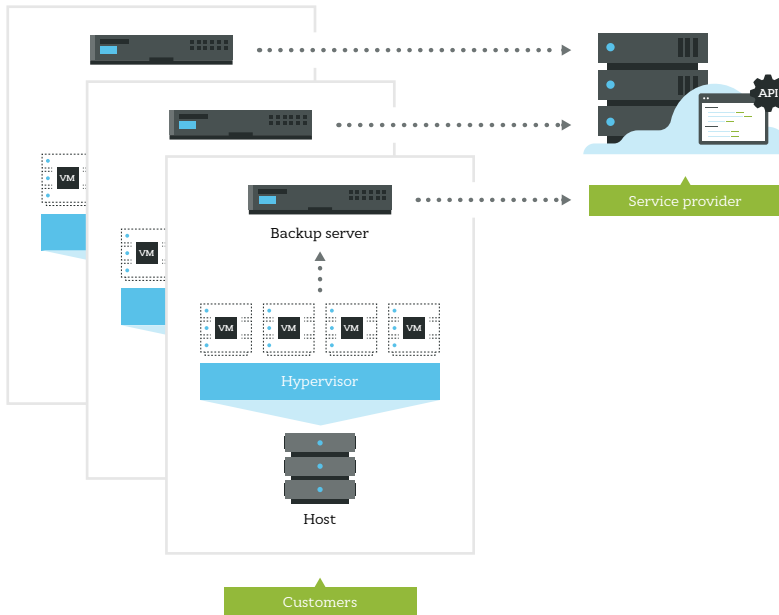 API
VM
Service provider
Backup server
VM
VM
VM
VM
VM
Hypervisor
Host
Customers